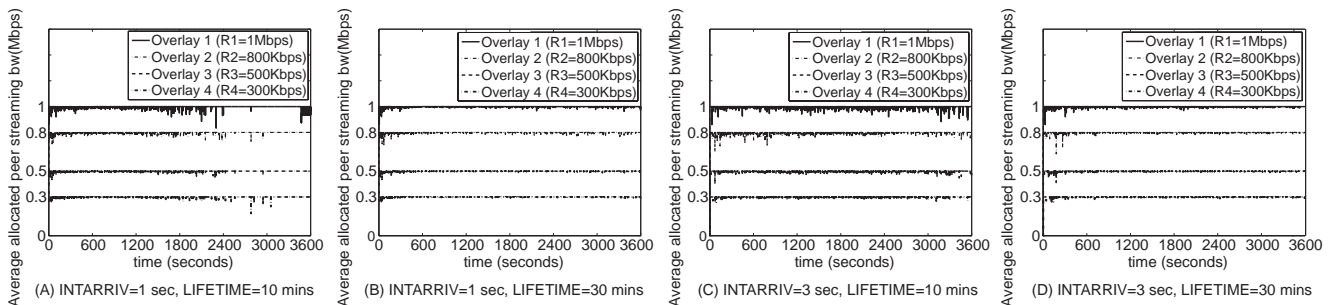 Average allocated peer streaming bw(Mbps)
Overlay 1 (R1=1Mbps)
Overlay 2 (R2=800Kbps)
Overlay 3 (R3=500Kbps)
Overlay 4 (R4=300Kbps)
1
0.8
0.5
0.3
0
0 600 1200 1800 2400 3000 3600
time (seconds)
(A) INTARRIV=1 sec, LIFETIME=10 mins
Average allocated peer streaming bw(Mbps)
Overlay 1 (R1=1Mbps)
Overlay 2 (R2=800Kbps)
Overlay 3 (R3=500Kbps)
Overlay 4 (R4=300Kbps)
1
0.8
0.5
0.3
0
0 600 1200 1800 2400 3000 3600
time (seconds)
(B) INTARRIV=1 sec, LIFETIME=30 mins
Average allocated peer streaming bw(Mbps)
Overlay 1 (R1=1Mbps)
Overlay 2 (R2=800Kbps)
Overlay 3 (R3=500Kbps)
Overlay 4 (R4=300Kbps)
1
0.8
0.5
0.3
0
0 600 1200 1800 2400 3000 3600
time (seconds)
(C) INTARRIV=3 sec, LIFETIME=10 mins
Average allocated peer streaming bw(Mbps)
Overlay 1 (R1=1Mbps)
Overlay 2 (R2=800Kbps)
Overlay 3 (R3=500Kbps)
Overlay 4 (R4=300Kbps)
1
0.8
0.5
0.3
0
0 600 1200 1800 2400 3000 3600
time (seconds)
(D) INTARRIV=3 sec, LIFETIME=30 mins